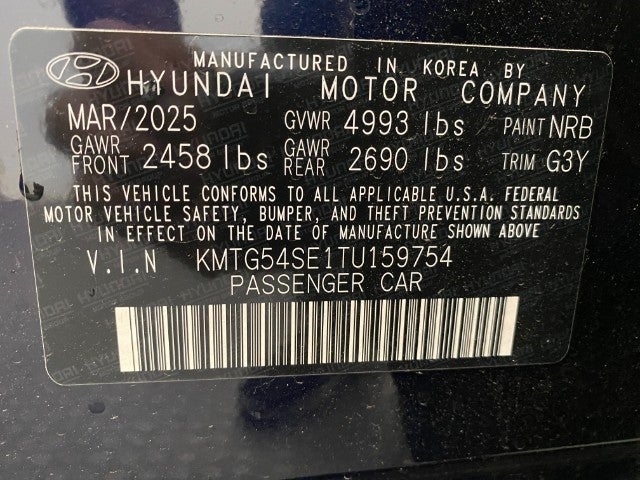 MANUFACTURED IN KOREA BY
HYUNDAI MOTOR COMPANY
MAR/2025 GVWR 4993 lbs PAINT NRB
GAWR FRONT 2458 lbs GAWR REAR 2690 lbs TRIM G3Y
THIS VEHICLE CONFORMS TO ALL APPLICABLE U.S.A. FEDERAL
MOTOR VEHICLE SAFETY, BUMPER, AND THEFT PREVENTION STANDARDS
IN EFFECT ON THE DATE OF MANUFACTURE SHOWN ABOVE
V.I.N KMTG54SE1TU159754
PASSENGER CAR